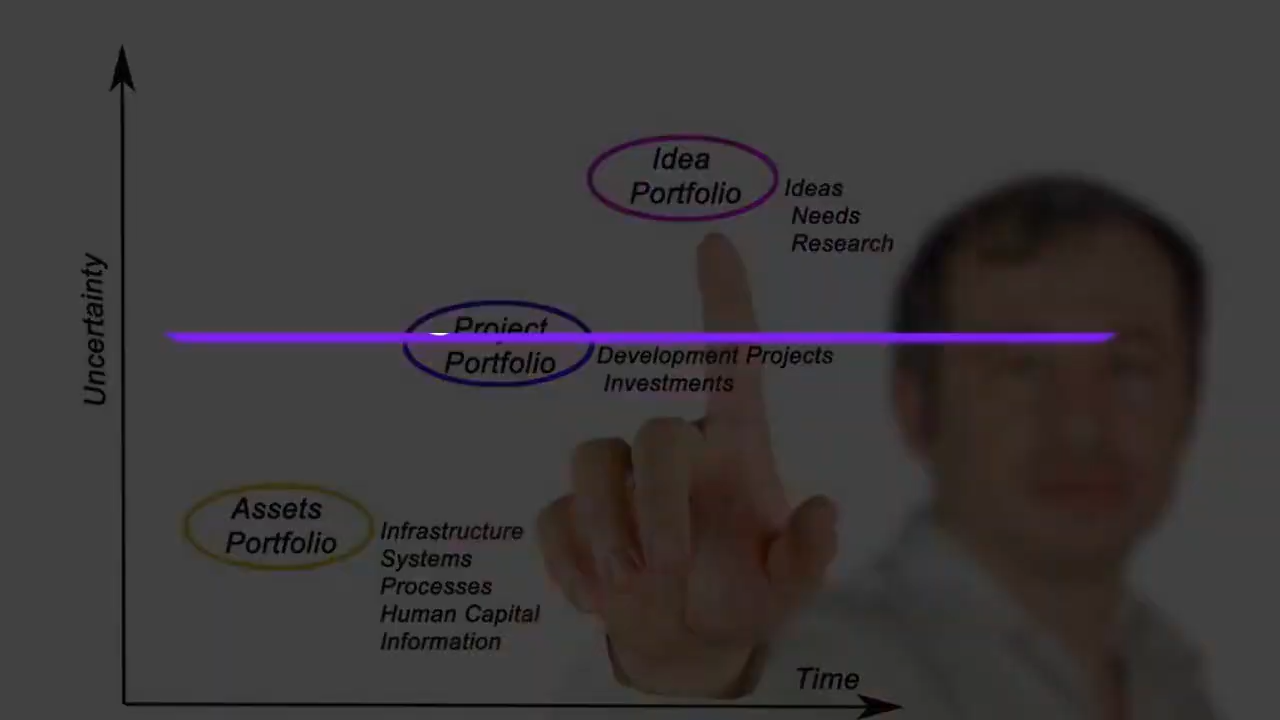 Idea
Portfolio
Ideas
Needs
Research
Uncertainty
Project
Portfolio
Development Projects
Investments
Assets
Portfolio
Infrastructure
Systems
Processes
Human Capital
Information
Time